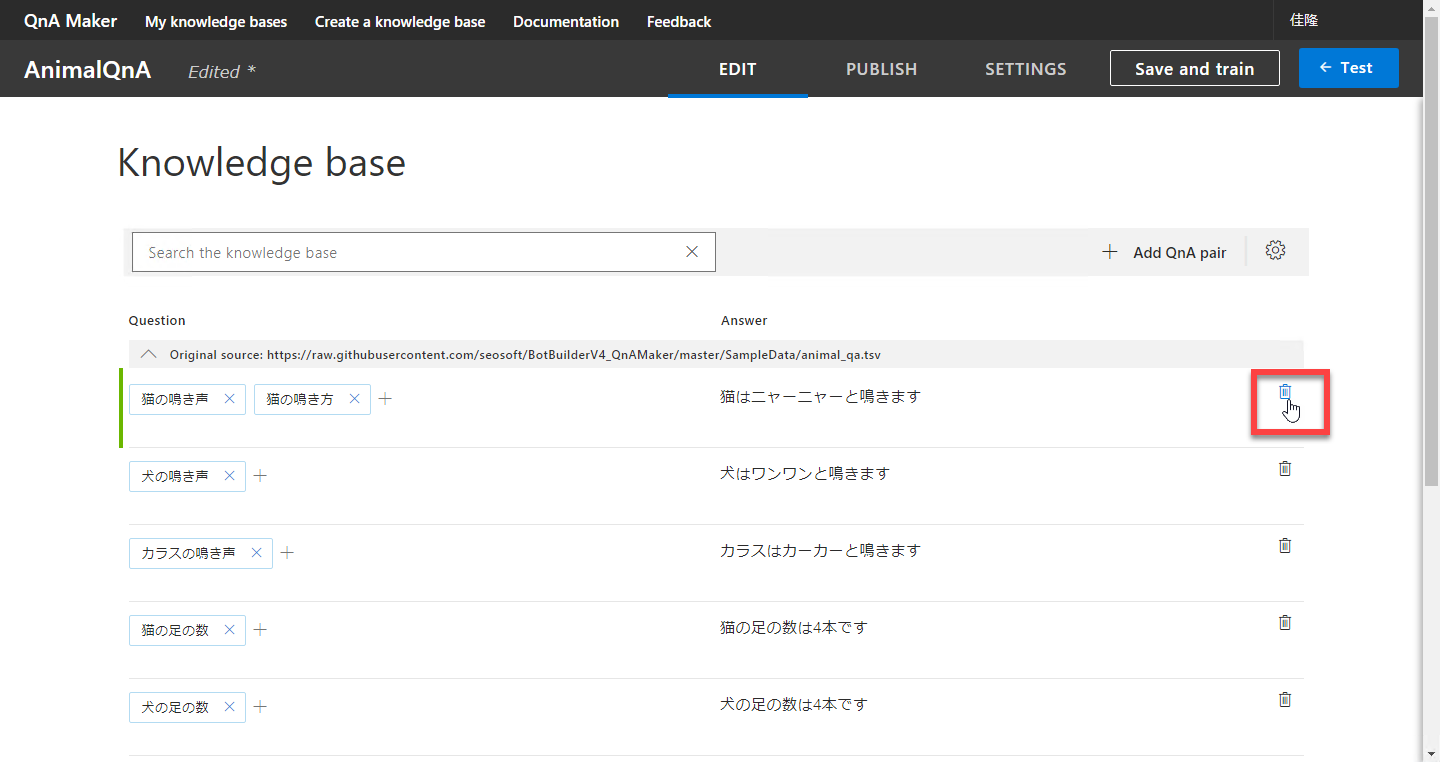 QnA Maker My knowledge bases Create a knowledge base Documentation Feedback 佳隆
AnimalQnA Edited * EDIT PUBLISH SETTINGS Save and train ← Test
Knowledge base
Search the knowledge base × + Add QnA pair
Question Answer
Original source: https://raw.githubusercontent.com/seosoft/BotBuilderV4_QnAMaker/master/SampleData/animal_qa.tsv
猫の鳴き声 × 猫の鳴き方 × + 猫はニャーニャーと鳴きます
犬の鳴き声 × + 犬はワンワンと鳴きます
カラスの鳴き声 × + カラスはカーカーと鳴きます
猫の足の数 × + 猫の足の数は4本です
犬の足の数 × + 犬の足の数は4本です